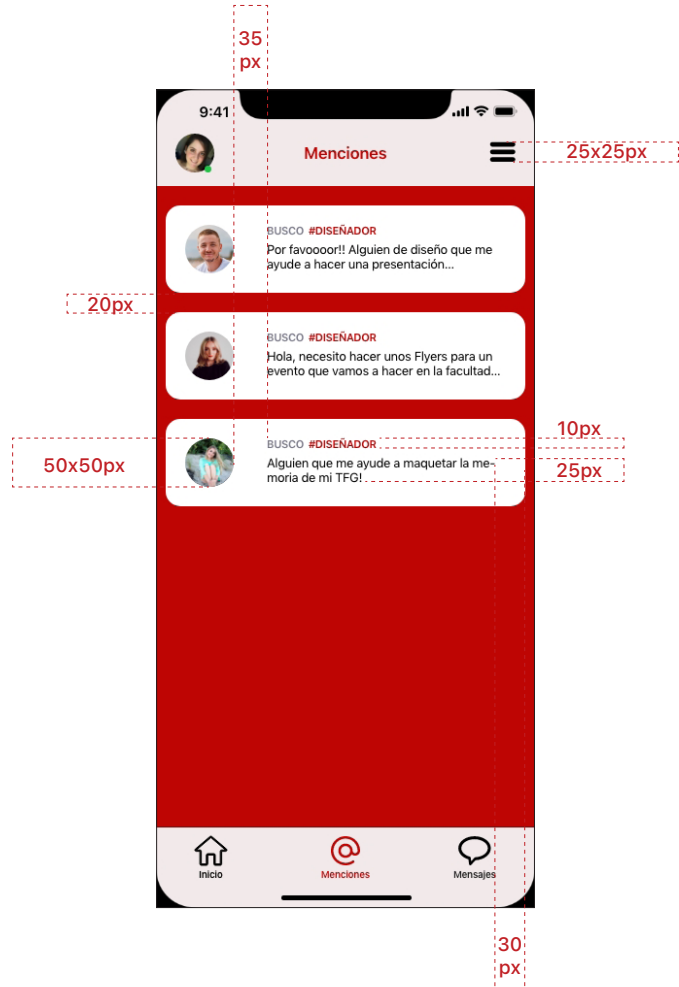 35
px
9:41
Menciones
25x25px
BUSCO #DISEÑADOR
Por favoooor!! Alguien de diseño que me
ayude a hacer una presentación...
20px
BUSCO #DISEÑADOR
Hola, necesito hacer unos Flyers para un
evento que vamos a hacer en la facultad...
10px
BUSCO #DISEÑADOR
50x50px
Alguien que me ayude a maquetar la me-
moria de mi TFG!
25px
Inicio
Menciones
Mensajes
30
px